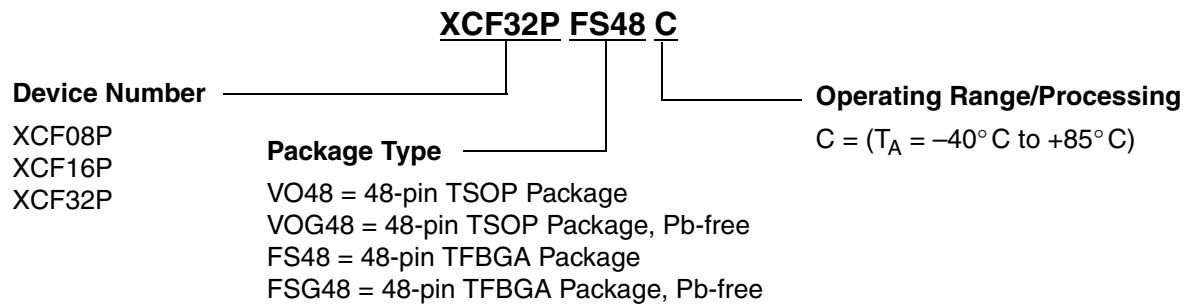 XCF32P FS48 C
Device Number
XCF08P
XCF16P
XCF32P
Package Type
VO48 = 48-pin TSOP Package
VOG48 = 48-pin TSOP Package, Pb-free
FS48 = 48-pin TFBGA Package
FSG48 = 48-pin TFBGA Package, Pb-free
Operating Range/Processing
C = (TA = –40° C to +85° C)